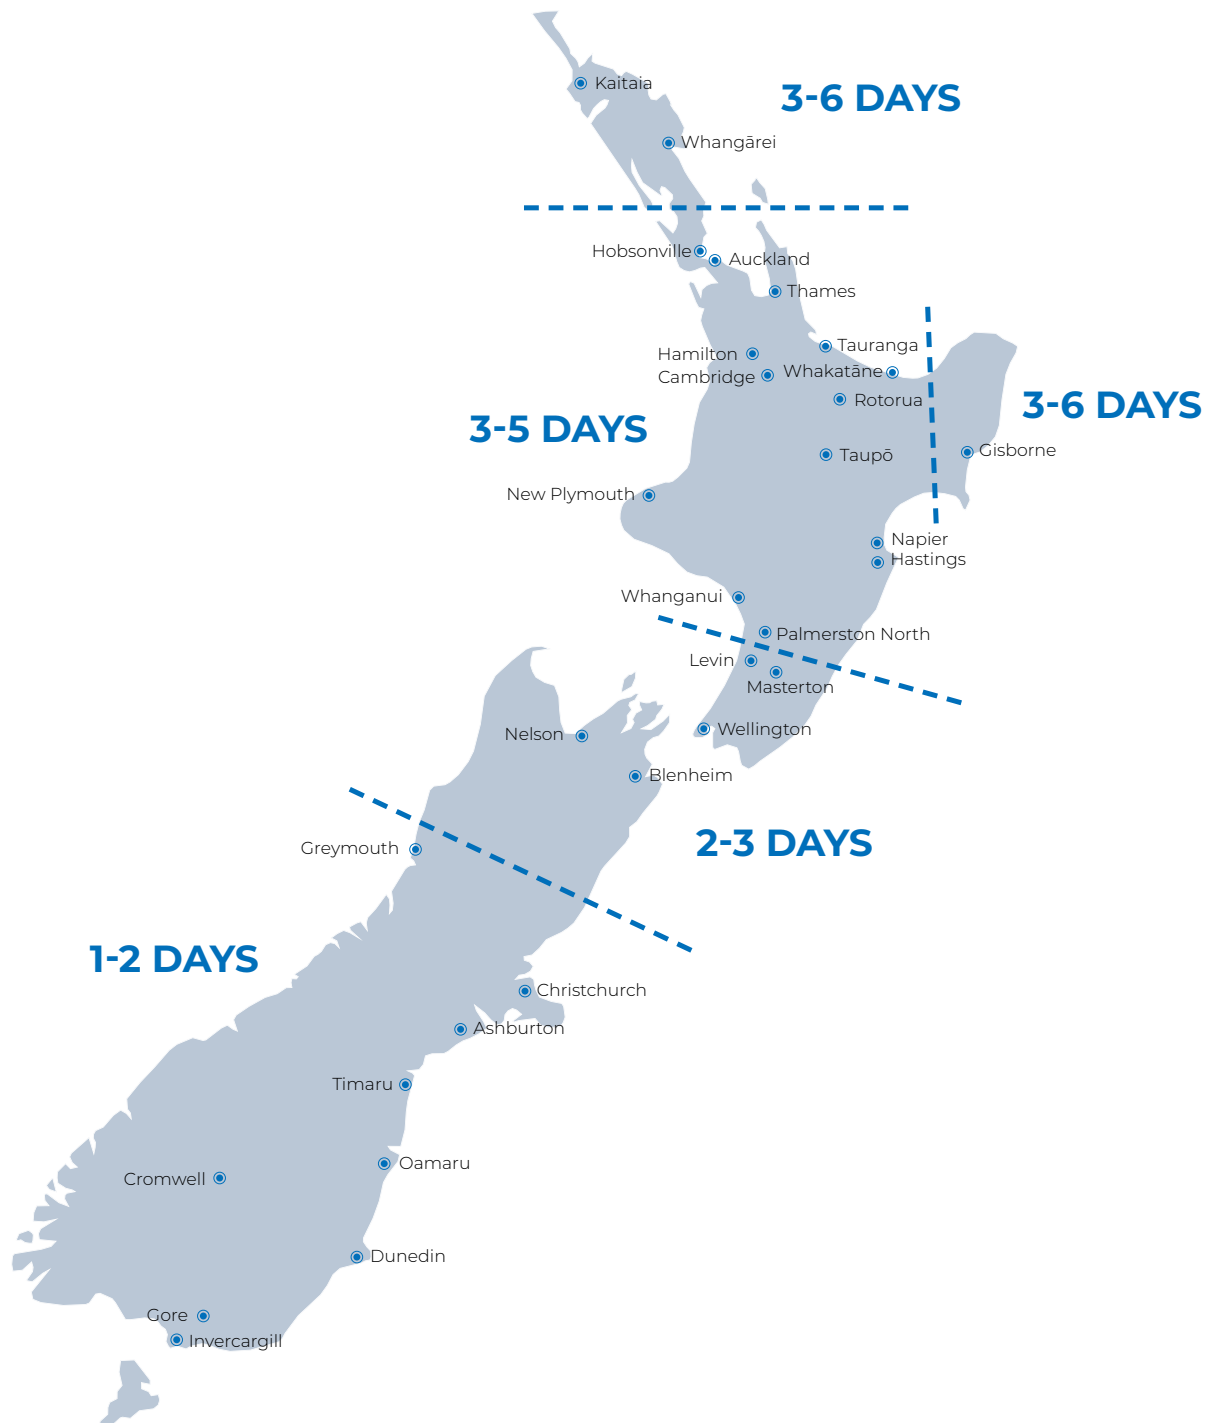 Kaitaia
3-6 DAYS
Whangārei
Hobsonville
Auckland
Thames
Tauranga
Hamilton
Whakatāne
Cambridge
Rotorua
3-6 DAYS
3-5 DAYS
Gisborne
Taupō
New Plymouth
Napier
Hastings
Whanganui
Palmerston North
Levin
Masterton
Wellington
Nelson
Blenheim
2-3 DAYS
Greymouth
1-2 DAYS
Christchurch
Ashburton
Timaru
Oamaru
Cromwell
Dunedin
Gore
Invercargill